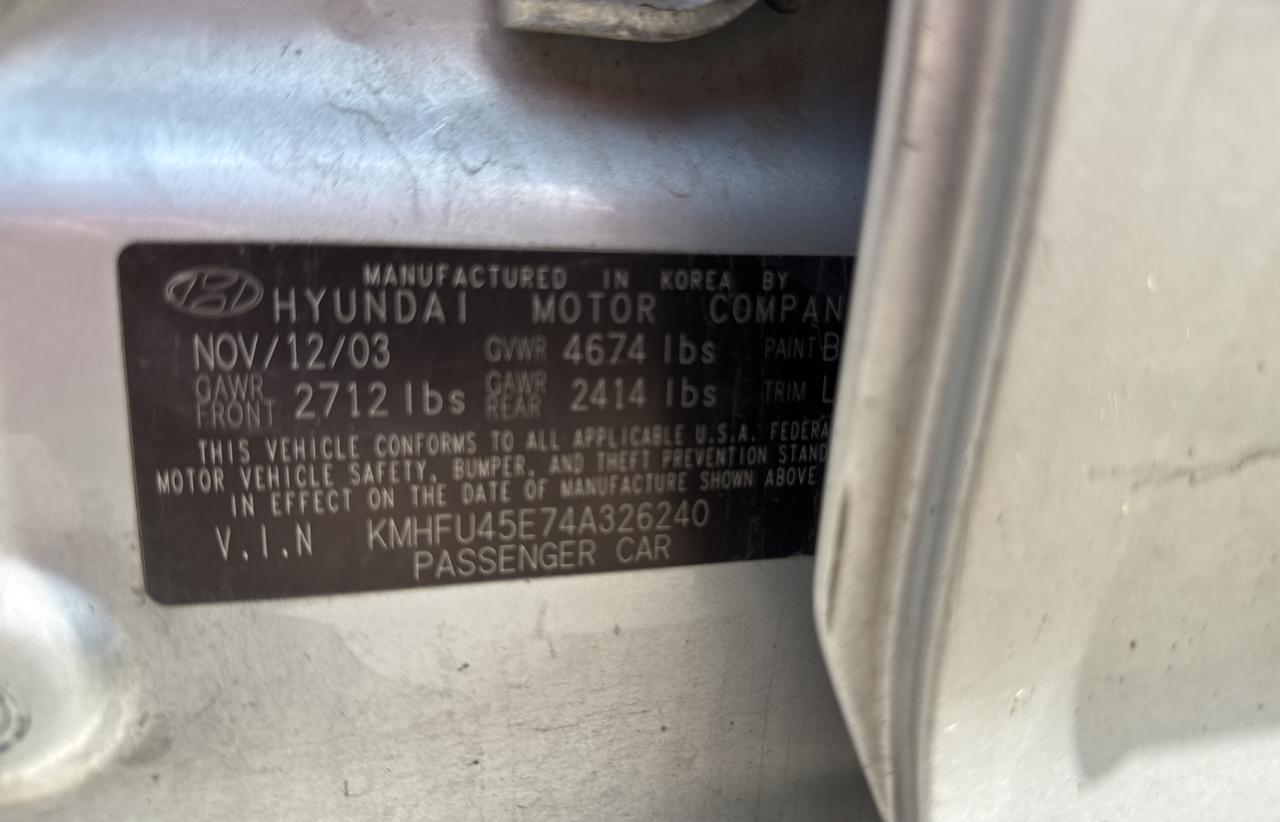 MANUFACTURED IN KOREA BY
HYUNDAI MOTOR COMPAN
NOV/12/03 GVWR 4674 lbs PAINT B
GAWR FRONT 2712 lbs GAWR REAR 2414 lbs TRIM L
THIS VEHICLE CONFORMS TO ALL APPLICABLE U.S.A. FEDERA
MOTOR VEHICLE SAFETY, BUMPER, AND THEFT PREVENTION STAND
IN EFFECT ON THE DATE OF MANUFACTURE SHOWN ABOVE
V.I.N KMHFU45E74A326240
PASSENGER CAR